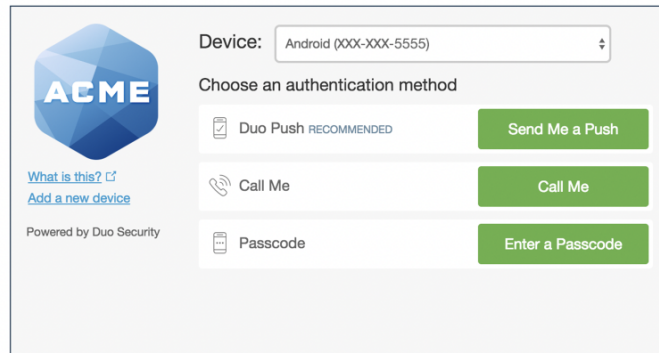 Device: Android (XXX-XXX-5555)
ACME
Choose an authentication method
Duo Push RECOMMENDED Send Me a Push
Call Me Call Me
Passcode Enter a Passcode
What is this?
Add a new device
Powered by Duo Security